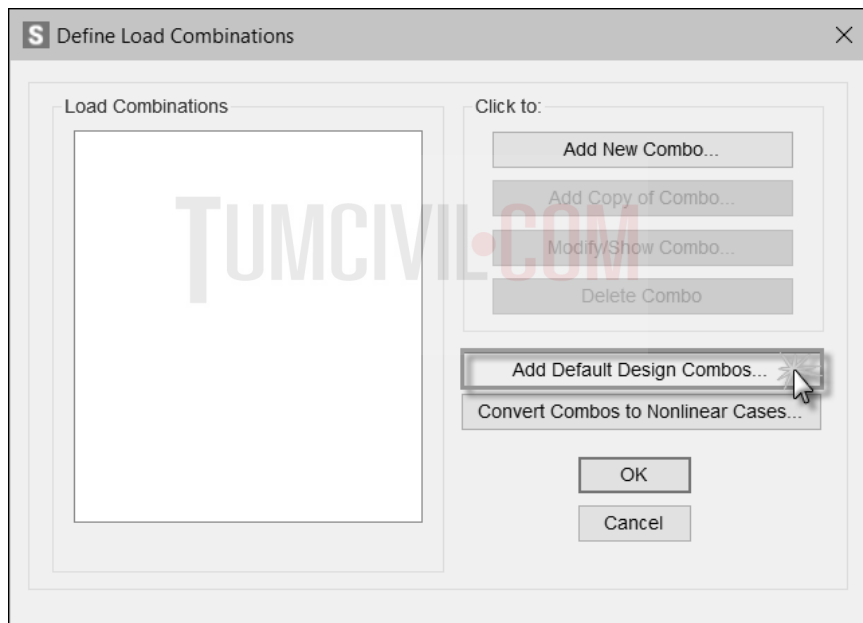 S Define Load Combinations
Load Combinations
Click to:
Add New Combo...
Add Copy of Combo...
Modify/Show Combo...
Delete Combo
TUMCIVIL.COM
Add Default Design Combos...
Convert Combos to Nonlinear Cases...
OK
Cancel